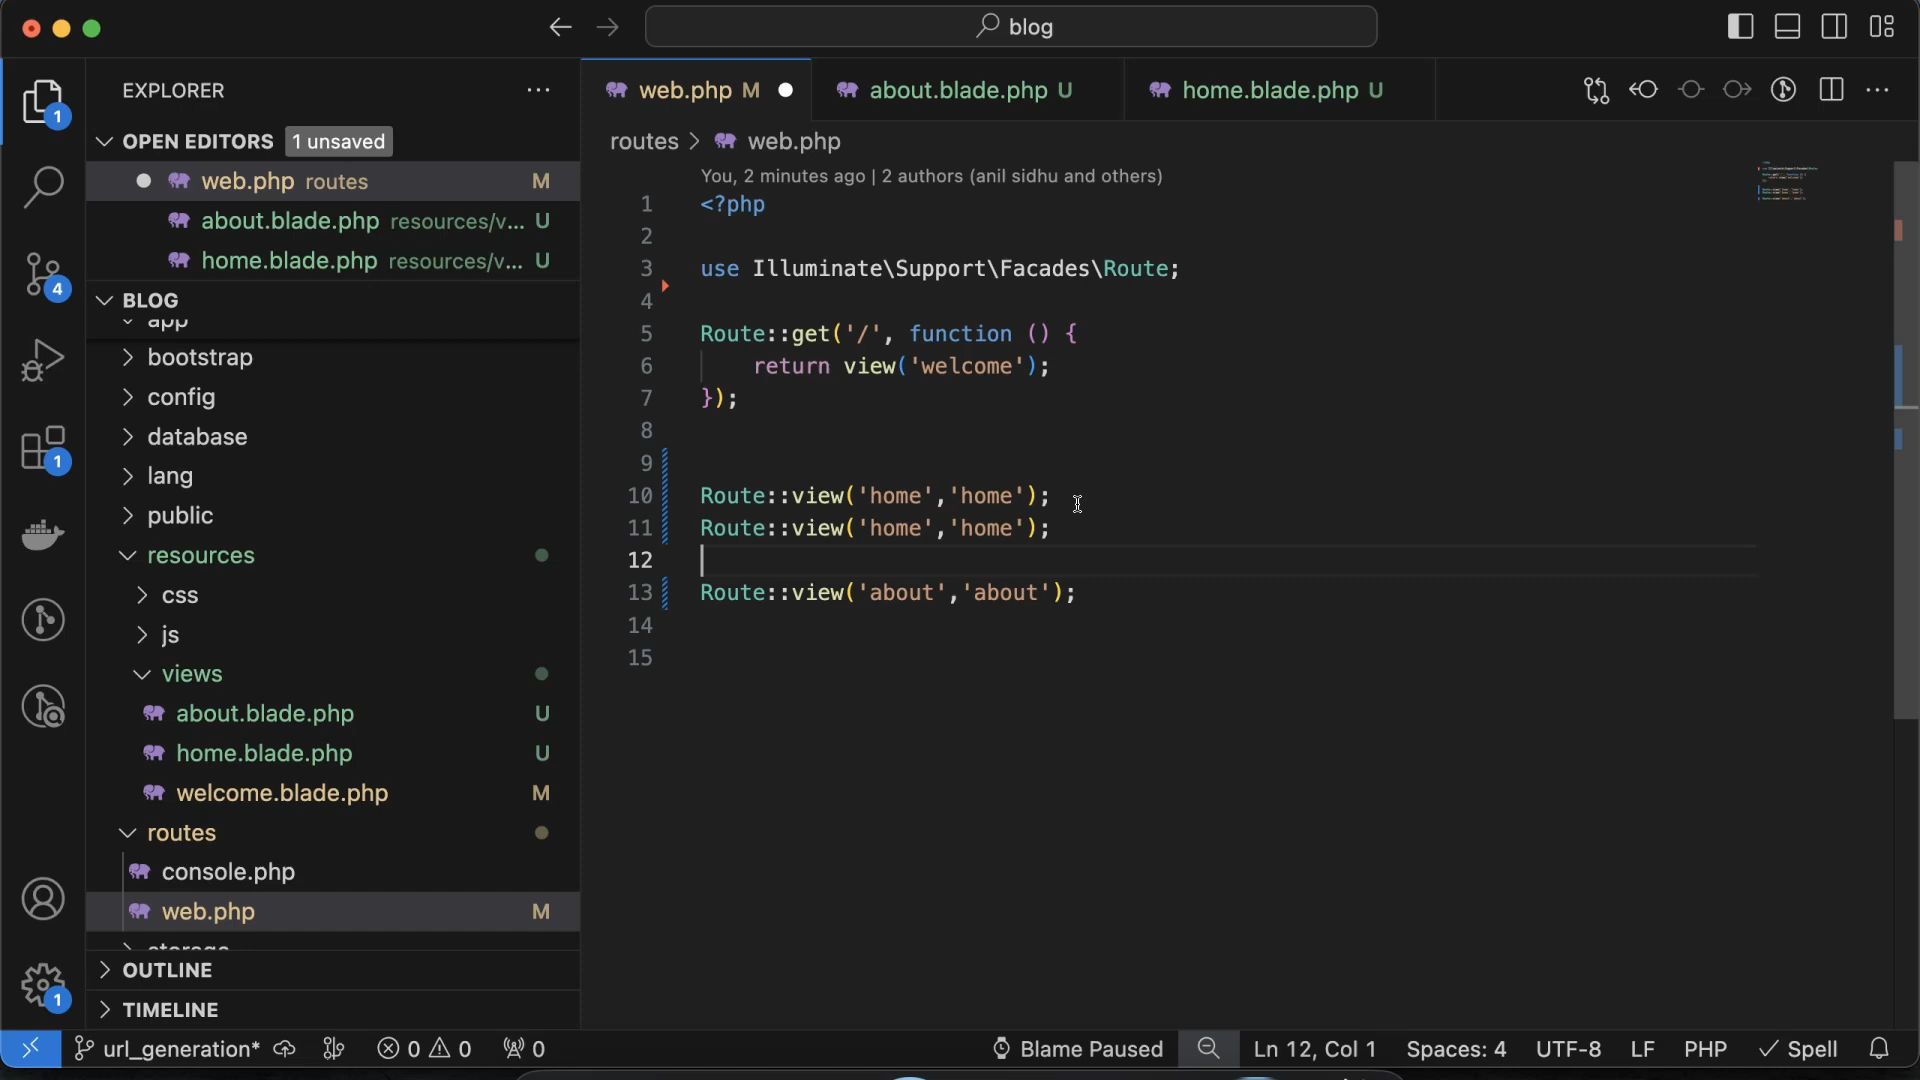 blog
EXPLORER
OPEN EDITORS 1 unsaved
web.php routes M
about.blade.php resources/v... U
home.blade.php resources/v... U
BLOG
app
bootstrap
config
database
lang
public
resources
css
js
views
about.blade.php U
home.blade.php U
welcome.blade.php M
routes
console.php
web.php M
storage
OUTLINE
TIMELINE
1
4
1
1
web.php M
about.blade.php U
home.blade.php U
routes > web.php
You, 2 minutes ago | 2 authors (anil sidhu and others)
1 <?php
2
3 use Illuminate\Support\Facades\Route;
4
5 Route::get('/', function () {
6 return view('welcome');
7 });
8
9
10 Route::view('home','home');
11 Route::view('home','home');
12
13 Route::view('about','about');
14
15
url_generation* 0 0 0 Blame Paused Ln 12, Col 1 Spaces: 4 UTF-8 LF PHP Spell